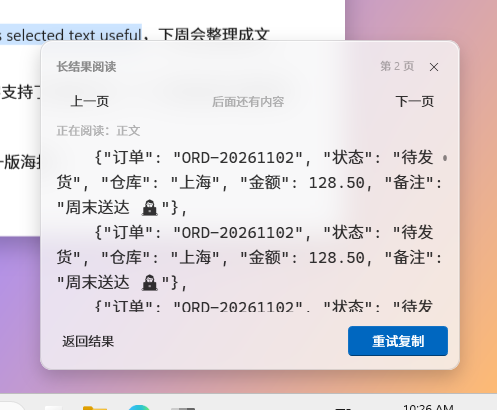 s selected text useful，下周会整理成文
长结果阅读
第 2 页
上一页
后面还有内容
下一页
支持了
正在阅读：正文
{"订单": "ORD-20261102", "状态": "待发
货", "仓库": "上海", "金额": 128.50, "备注":
"周末送达 🧑‍💻"},
{"订单": "ORD-20261102", "状态": "待发
货", "仓库": "上海", "金额": 128.50, "备注":
"周末送达 🧑‍💻"},
{"订单": "ORD-20261102", "状态": "待发
版海报
返回结果
重试复制
10:26 AM